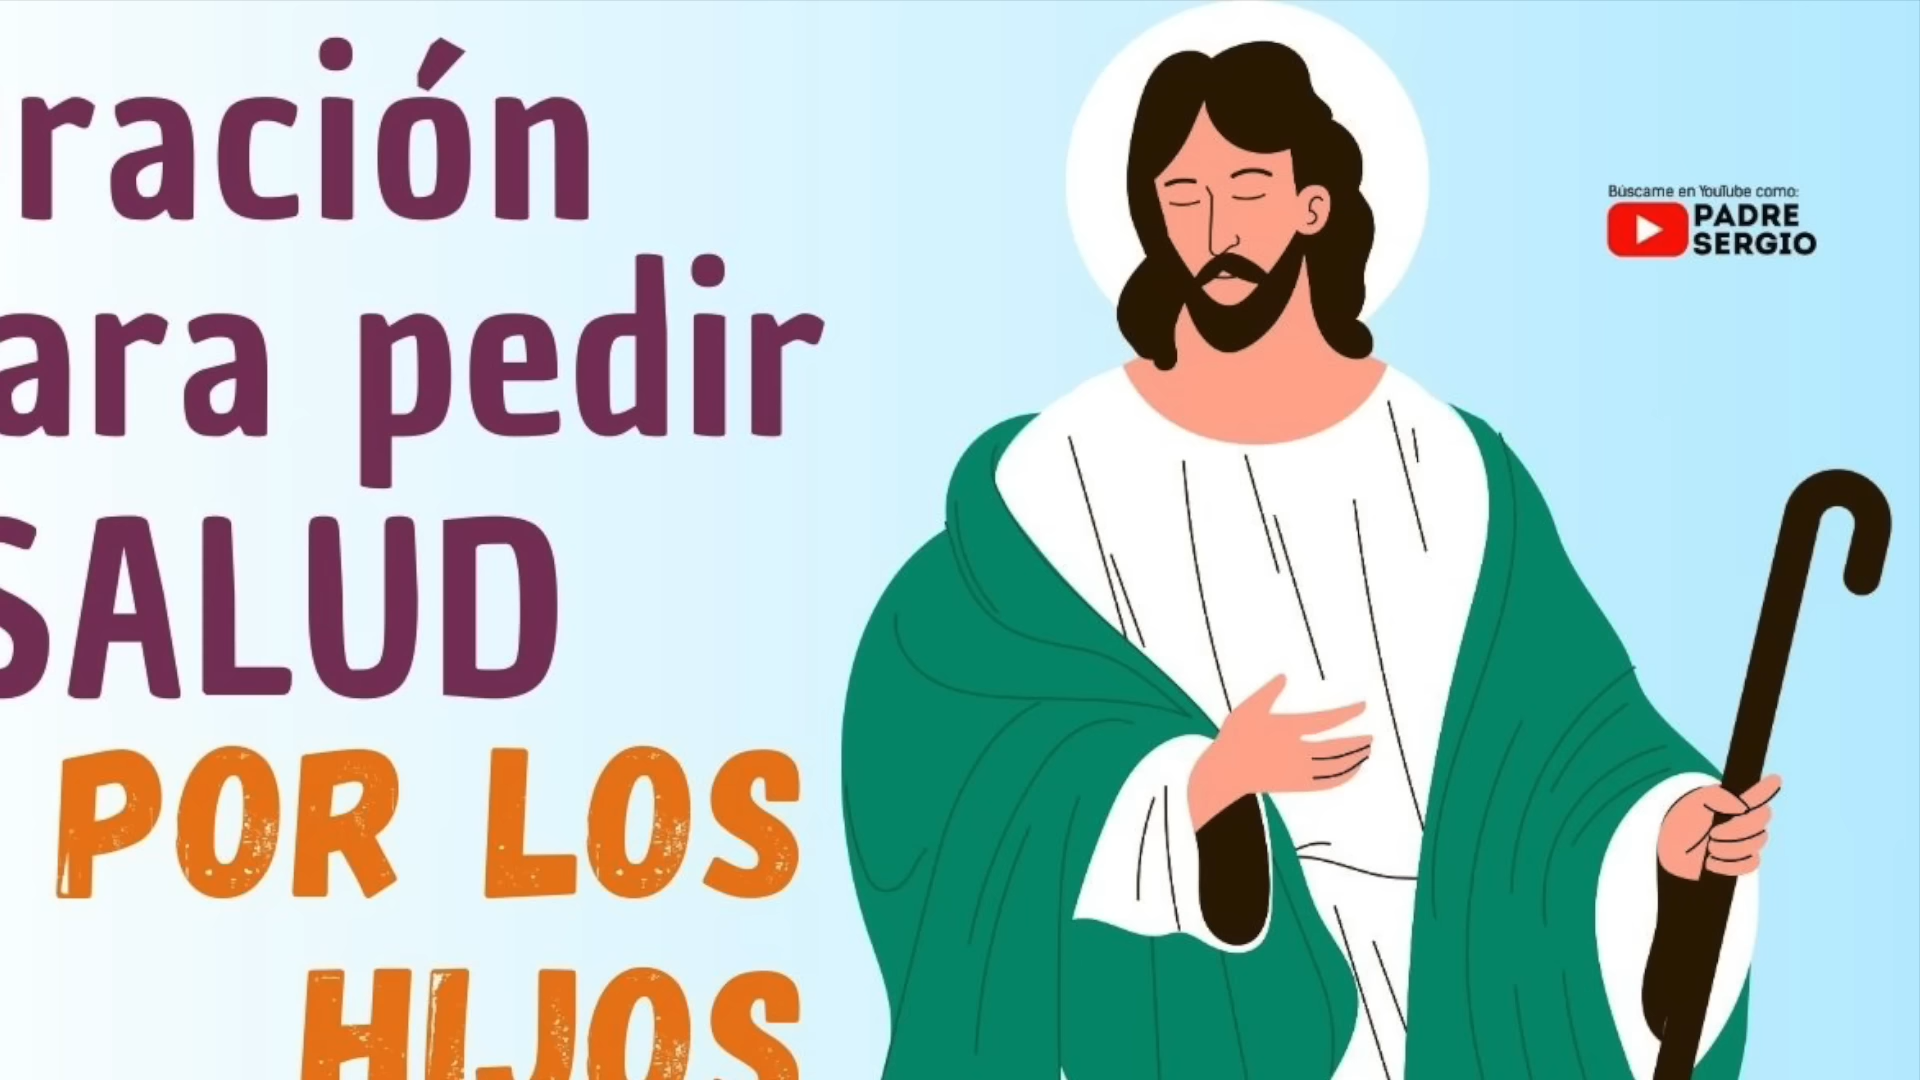 ración
ara pedir
SALUD
POR LOS
HIJOS
Búscame en YouTube como:
PADRE
SERGIO